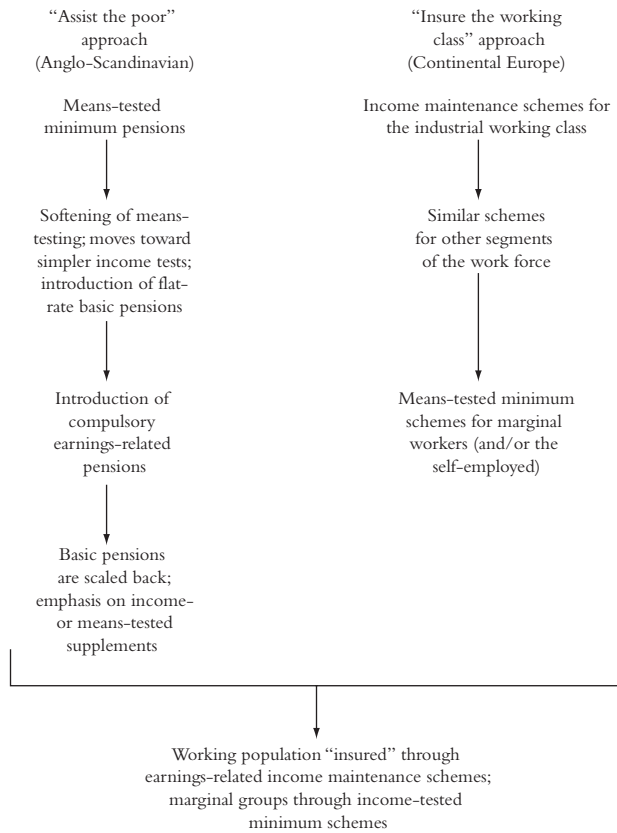 “Assist the poor”
approach
(Anglo-Scandinavian)
Means-tested
minimum pensions
Softening of means-
testing; moves toward
simpler income tests;
introduction of flat-
rate basic pensions
Introduction of
compulsory
earnings-related
pensions
Basic pensions
are scaled back;
emphasis on income-
or means-tested
supplements
“Insure the working
class” approach
(Continental Europe)
Income maintenance schemes for
the industrial working class
Similar schemes
for other segments
of the work force
Means-tested minimum
schemes for marginal
workers (and/or the
self-employed)
Working population “insured” through
earnings-related income maintenance schemes;
marginal groups through income-tested
minimum schemes